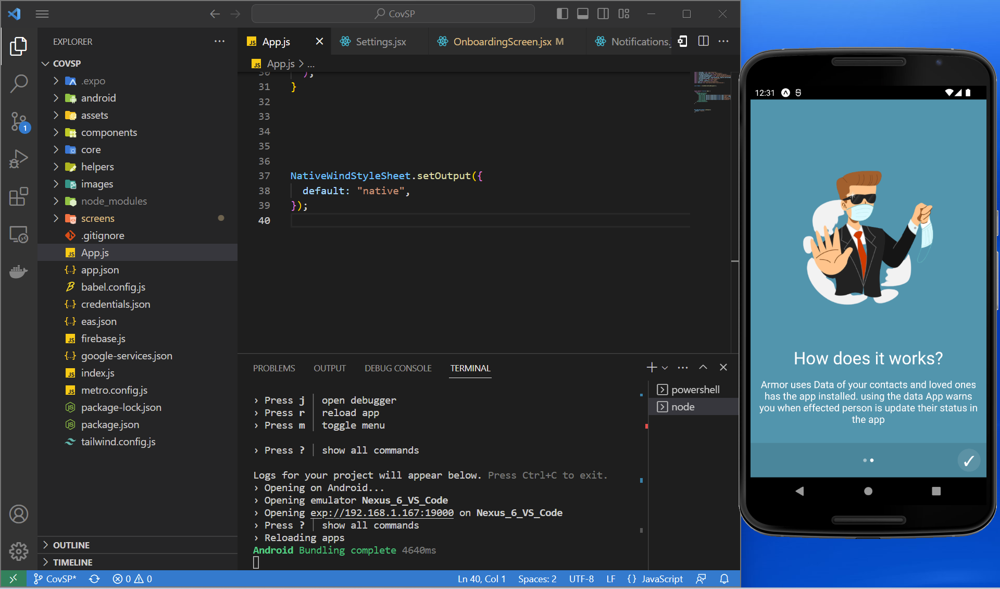 CovSP
EXPLORER
COVSP
.expo
android
assets
components
core
helpers
images
node_modules
screens
.gitignore
App.js
app.json
babel.config.js
credentials.json
eas.json
firebase.js
google-services.json
index.js
metro.config.js
package-lock.json
package.json
tailwind.config.js
OUTLINE
TIMELINE
App.js
Settings.jsx
OnboardingScreen.jsx M
Notifications.j
App.js > ...
30 );
31 }
32
33
34
35
36
37 NativeWindStyleSheet.setOutput({
38 default: "native",
39 });
40
PROBLEMS OUTPUT DEBUG CONSOLE TERMINAL
› Press j │ open debugger
› Press r │ reload app
› Press m │ toggle menu
› Press ? │ show all commands
Logs for your project will appear below. Press Ctrl+C to exit.
› Opening on Android...
› Opening emulator Nexus_6_VS_Code
› Opening exp://192.168.1.167:19000 on Nexus_6_VS_Code
› Press ? │ show all commands
› Reloading apps
Android Bundling complete 4640ms
powershell
node
1
CovSP* 0 0 Ln 40, Col 1 Spaces: 2 UTF-8 LF {} JavaScript
12:31
How does it works?
Armor uses Data of your contacts and loved ones
has the app installed. using the data App warns
you when effected person is update their status in
the app